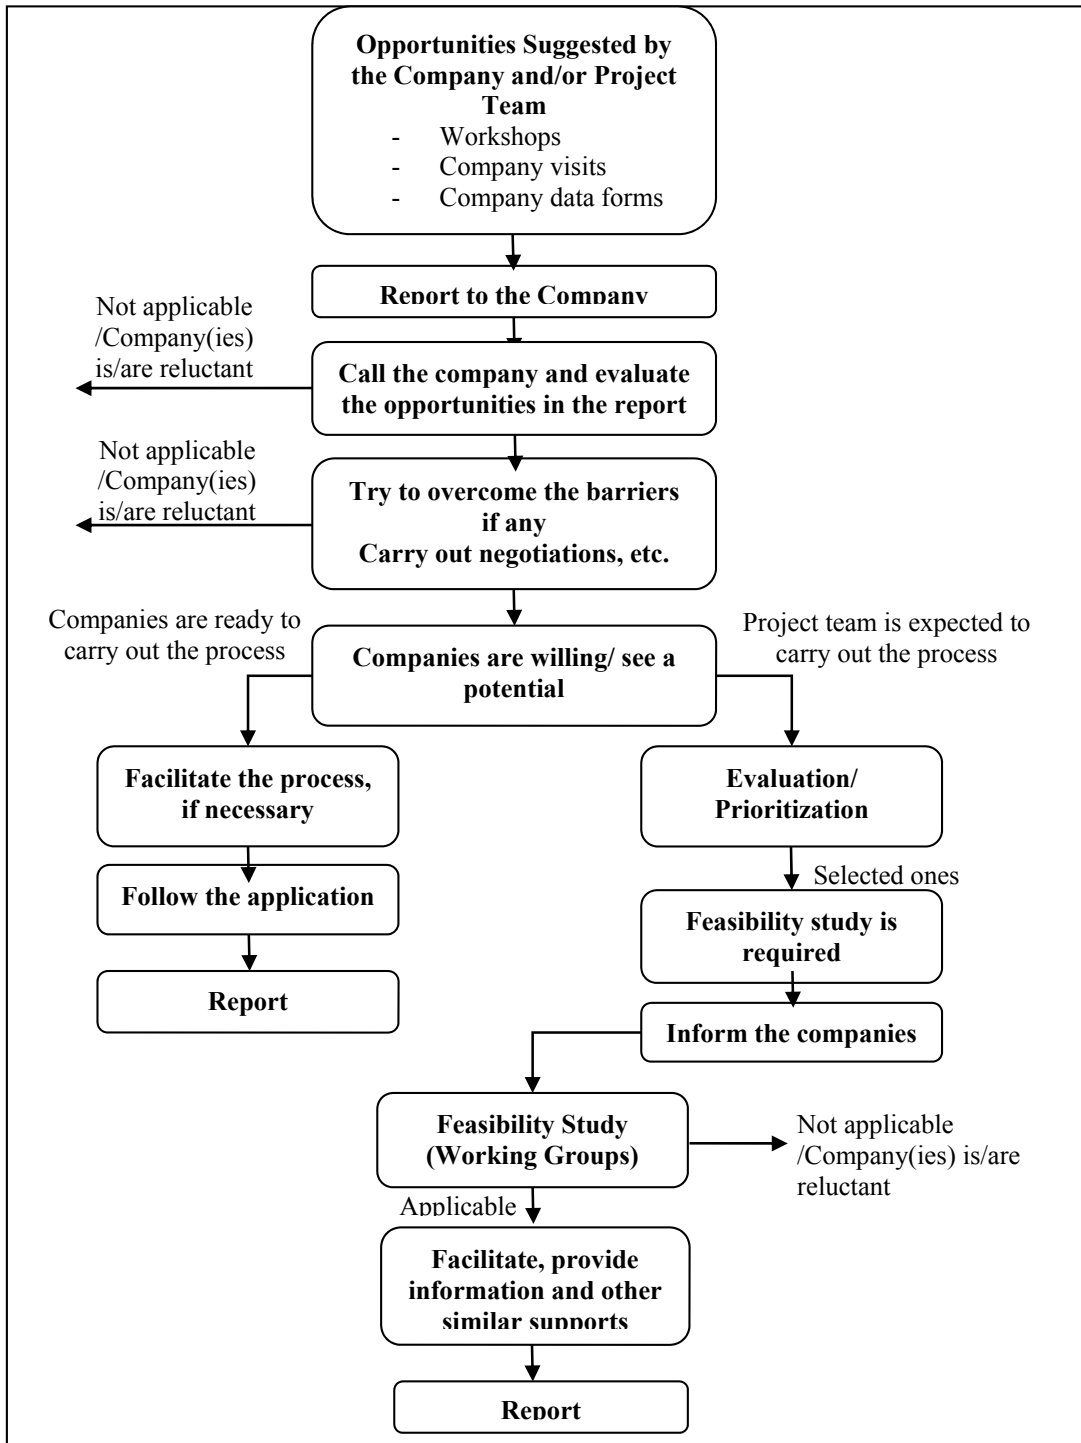 Opportunities Suggested by
the Company and/or Project
Team
- Workshops
- Company visits
- Company data forms
Report to the Company
Not applicable
/Company(ies)
is/are reluctant
Call the company and evaluate
the opportunities in the report
Not applicable
/Company(ies)
is/are reluctant
Try to overcome the barriers
if any
Carry out negotiations, etc.
Companies are ready to
carry out the process
Project team is expected to
carry out the process
Companies are willing/ see a
potential
Facilitate the process,
if necessary
Evaluation/
Prioritization
Follow the application
Selected ones
Feasibility study is
required
Report
Inform the companies
Feasibility Study
(Working Groups)
Not applicable
/Company(ies) is/are
reluctant
Applicable
Facilitate, provide
information and other
similar supports
Report